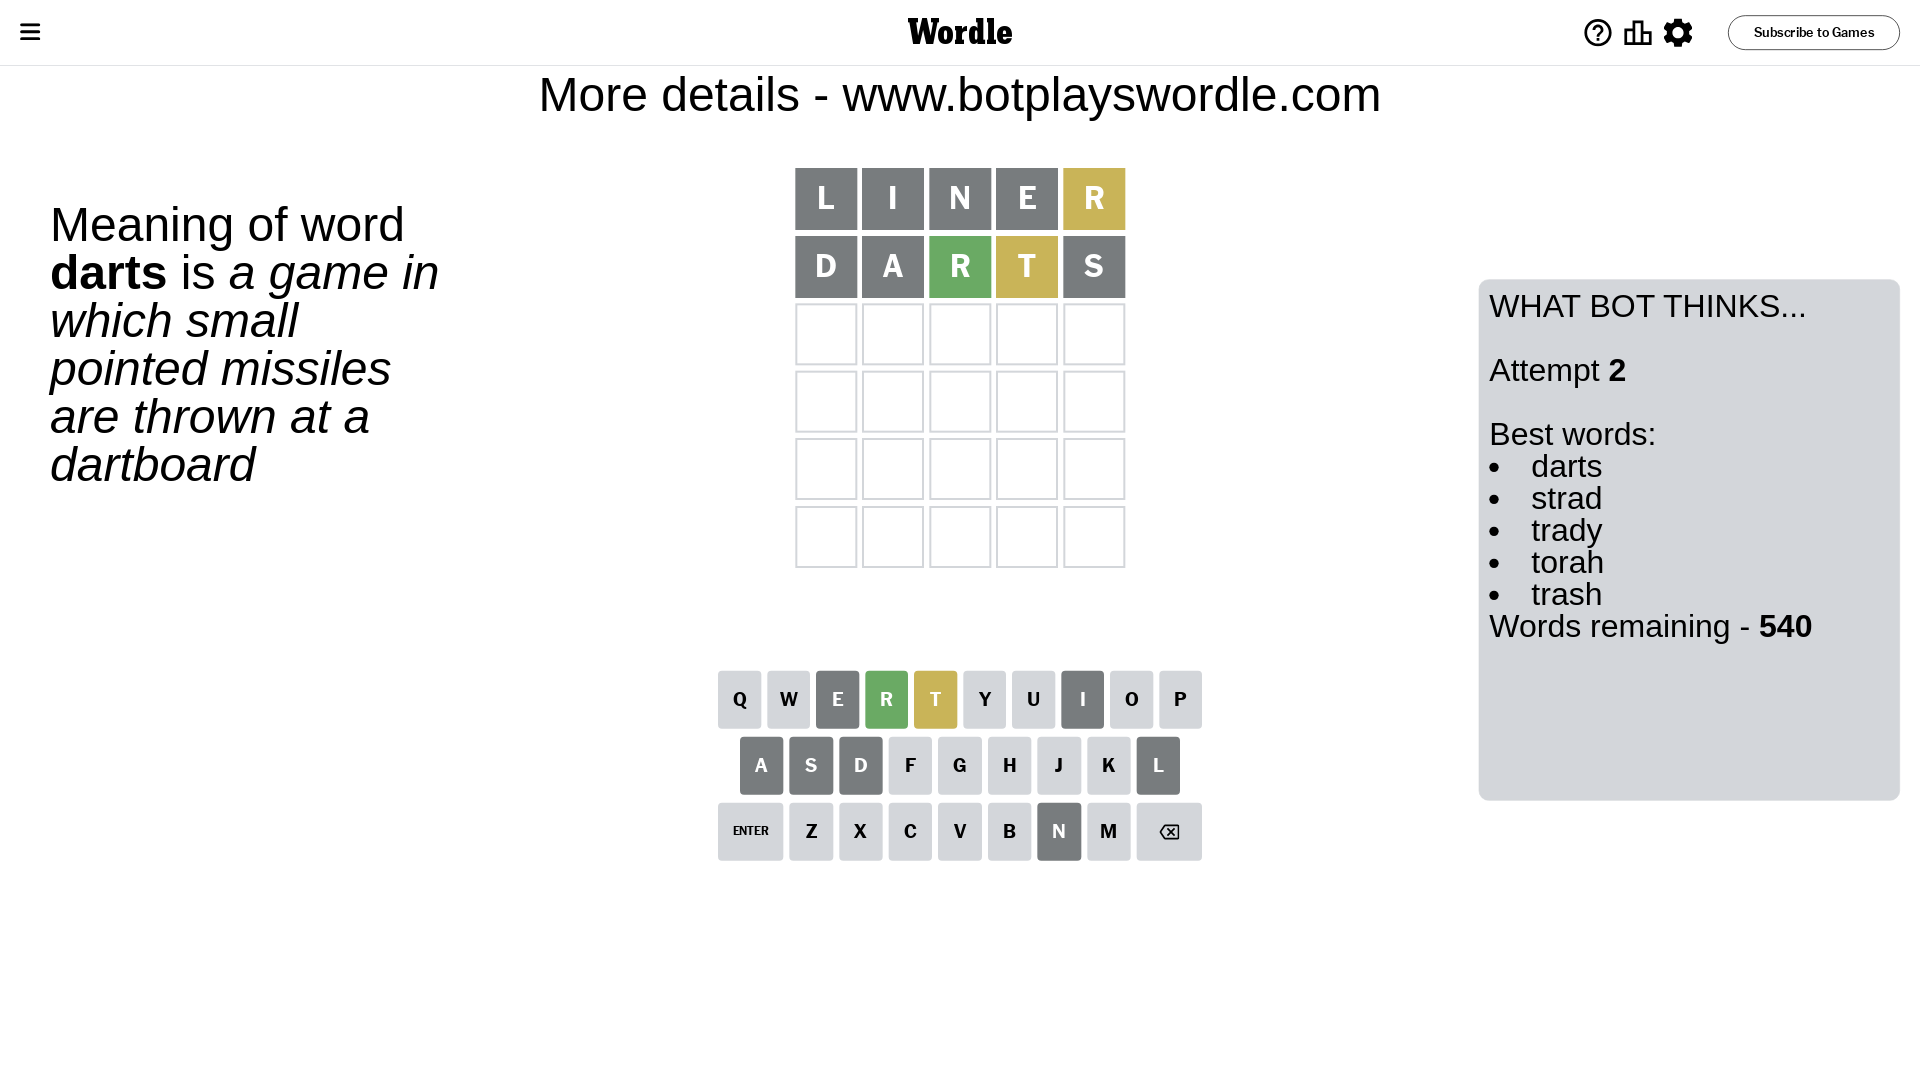 Wordle
Subscribe to Games
More details - www.botplayswordle.com
Meaning of word
darts is a game in
which small
pointed missiles
are thrown at a
dartboard
L I N E R
D A R T S
WHAT BOT THINKS...
Attempt 2
Best words:
• darts
• strad
• trady
• torah
• trash
Words remaining - 540
Q W E R T Y U I O P
A S D F G H J K L
ENTER Z X C V B N M